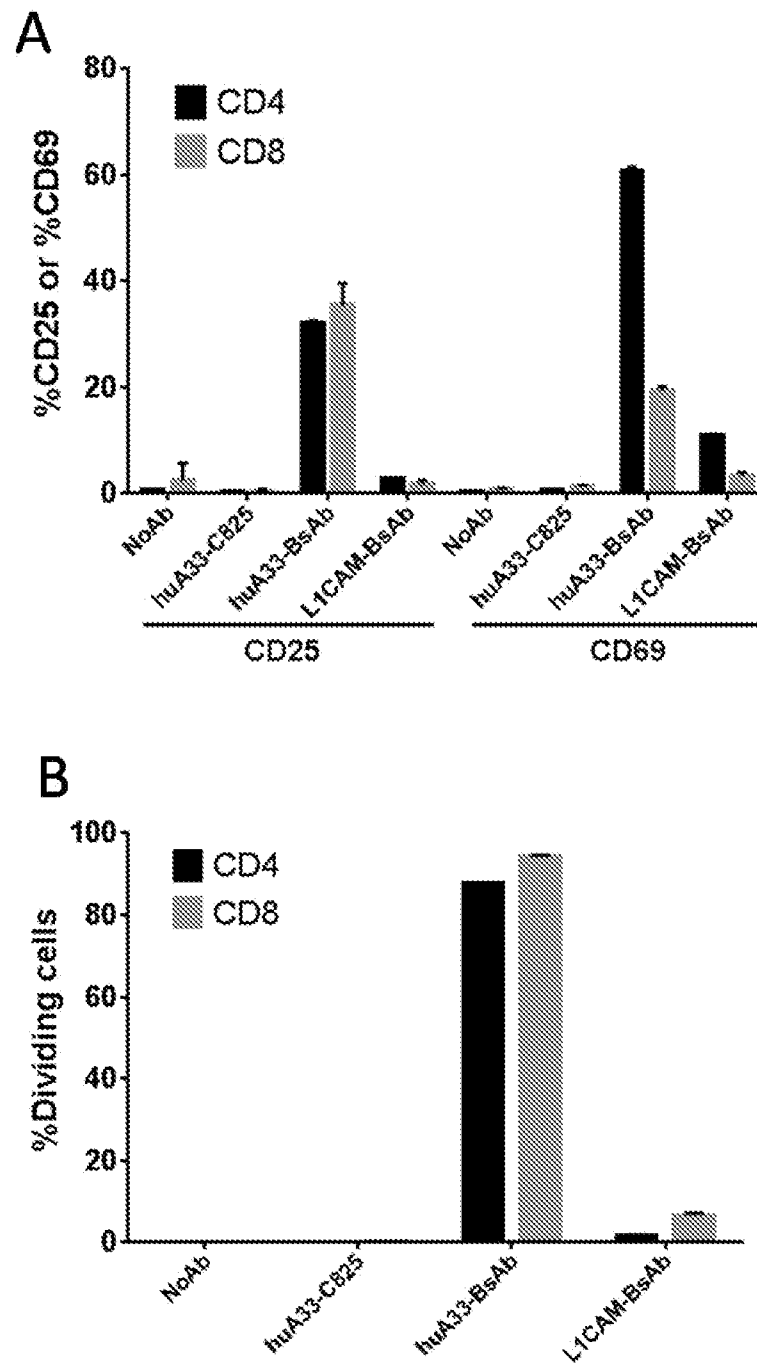 A
80
60
40
20
0
%CD25 or %CD69
CD4
CD8
NoAb
huA33-C825
huA33-BsAb
L1CAM-BsAb
NoAb
huA33-C825
huA33-BsAb
L1CAM-BsAb
CD25
CD69
B
100
80
60
40
20
0
%Dividing cells
CD4
CD8
NoAb
huA33-C825
huA33-BsAb
L1CAM-BsAb